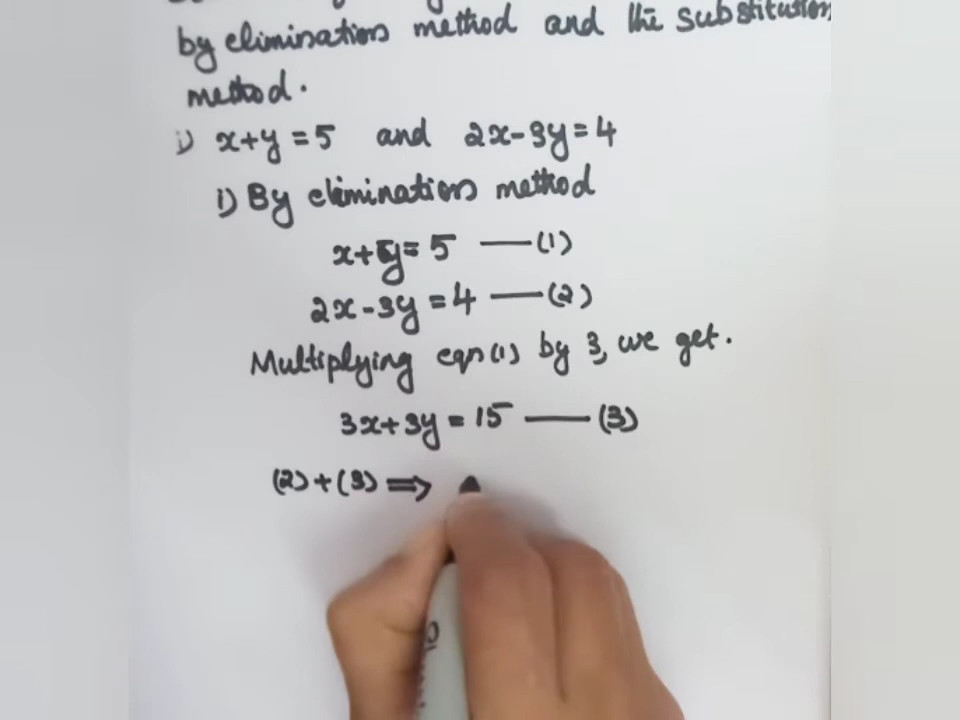 by elimination method and the substitution
method.
i) x+y=5 and 2x-3y=4
i) By elimination method
x+y=5 —(1)
2x-3y=4 —(2)
Multiplying eqn(1) by 3, we get.
3x+3y=15 —(3)
(2)+(3) ⇒